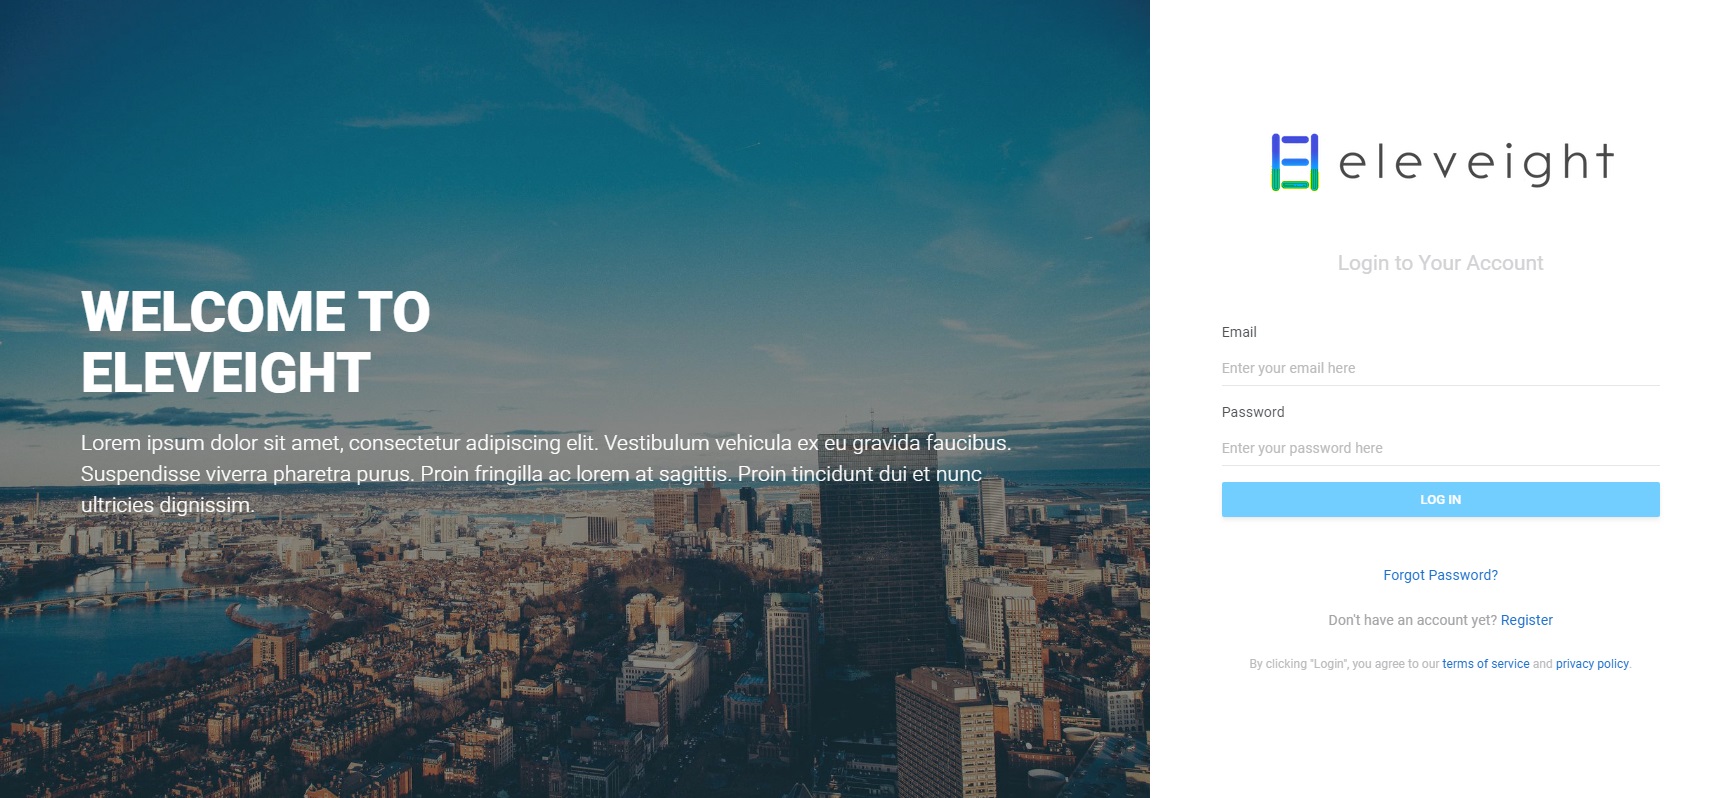 WELCOME TO
ELEVEIGHT
Lorem ipsum dolor sit amet, consectetur adipiscing elit. Vestibulum vehicula ex eu gravida faucibus.
Suspendisse viverra pharetra purus. Proin fringilla ac lorem at sagittis. Proin tincidunt dui et nunc
ultricies dignissim.
eleveight
Login to Your Account
Email
Enter your email here
Password
Enter your password here
LOG IN
Forgot Password?
Don't have an account yet? Register
By clicking "Login", you agree to our terms of service and privacy policy.